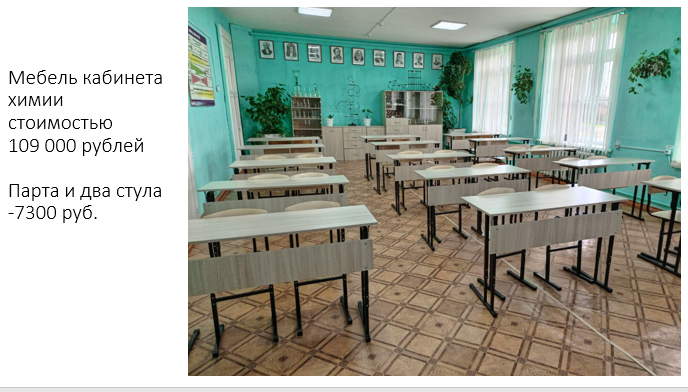 Мебель кабинета
химии
стоимостью
109 000 рублей
Парта и два стула
-7300 руб.